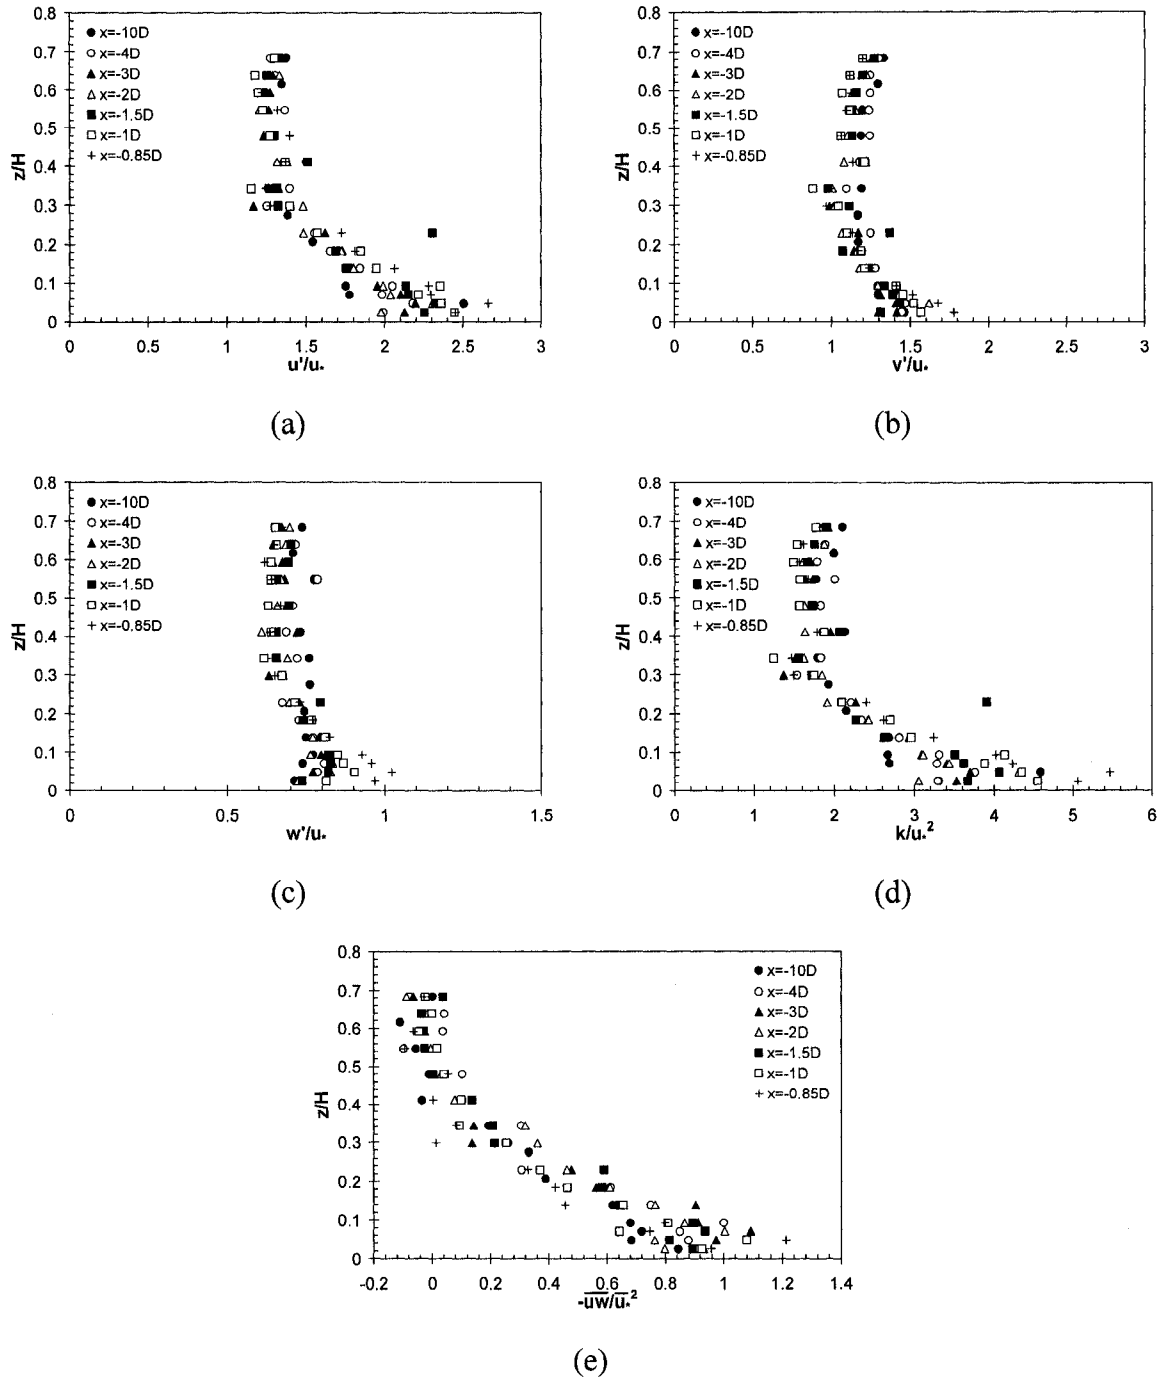 0.8
0.7
0.6
0.5
0.4
0.3
0.2
0.1
0
z/H
x=-10D
x=-4D
x=-3D
x=-2D
x=-1.5D
x=-1D
x=-0.85D
0 0.5 1 1.5 2 2.5 3
u'/u*
(a)
0.8
0.7
0.6
0.5
0.4
0.3
0.2
0.1
0
z/H
x=-10D
x=-4D
x=-3D
x=-2D
x=-1.5D
x=-1D
x=-0.85D
0 0.5 1 1.5 2 2.5 3
v'/u*
(b)
0.8
0.7
0.6
0.5
0.4
0.3
0.2
0.1
0
z/H
x=-10D
x=-4D
x=-3D
x=-2D
x=-1.5D
x=-1D
x=-0.85D
0 0.5 1 1.5
w'/u*
(c)
0.8
0.7
0.6
0.5
0.4
0.3
0.2
0.1
0
z/H
x=-10D
x=-4D
x=-3D
x=-2D
x=-1.5D
x=-1D
x=-0.85D
0 1 2 3 4 5 6
k/u*²
(d)
0.8
0.7
0.6
0.5
0.4
0.3
0.2
0.1
0
z/H
x=-10D
x=-4D
x=-3D
x=-2D
x=-1.5D
x=-1D
x=-0.85D
-0.2 0 0.2 0.4 0.6 0.8 1 1.2 1.4
-uw/u*²
(e)